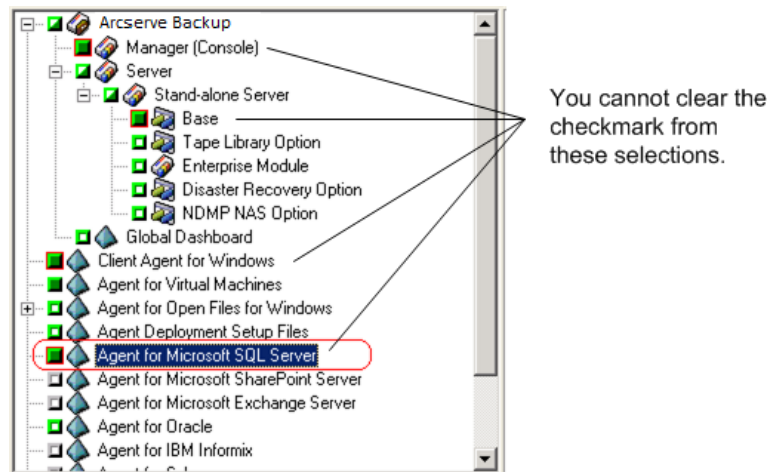 Arcserve Backup
Manager (Console)
Server
Stand-alone Server
Base
Tape Library Option
Enterprise Module
Disaster Recovery Option
NDMP NAS Option
Global Dashboard
Client Agent for Windows
Agent for Virtual Machines
Agent for Open Files for Windows
Agent Deployment Setup Files
Agent for Microsoft SQL Server
Agent for Microsoft SharePoint Server
Agent for Microsoft Exchange Server
Agent for Oracle
Agent for IBM Informix
You cannot clear the
checkmark from
these selections.